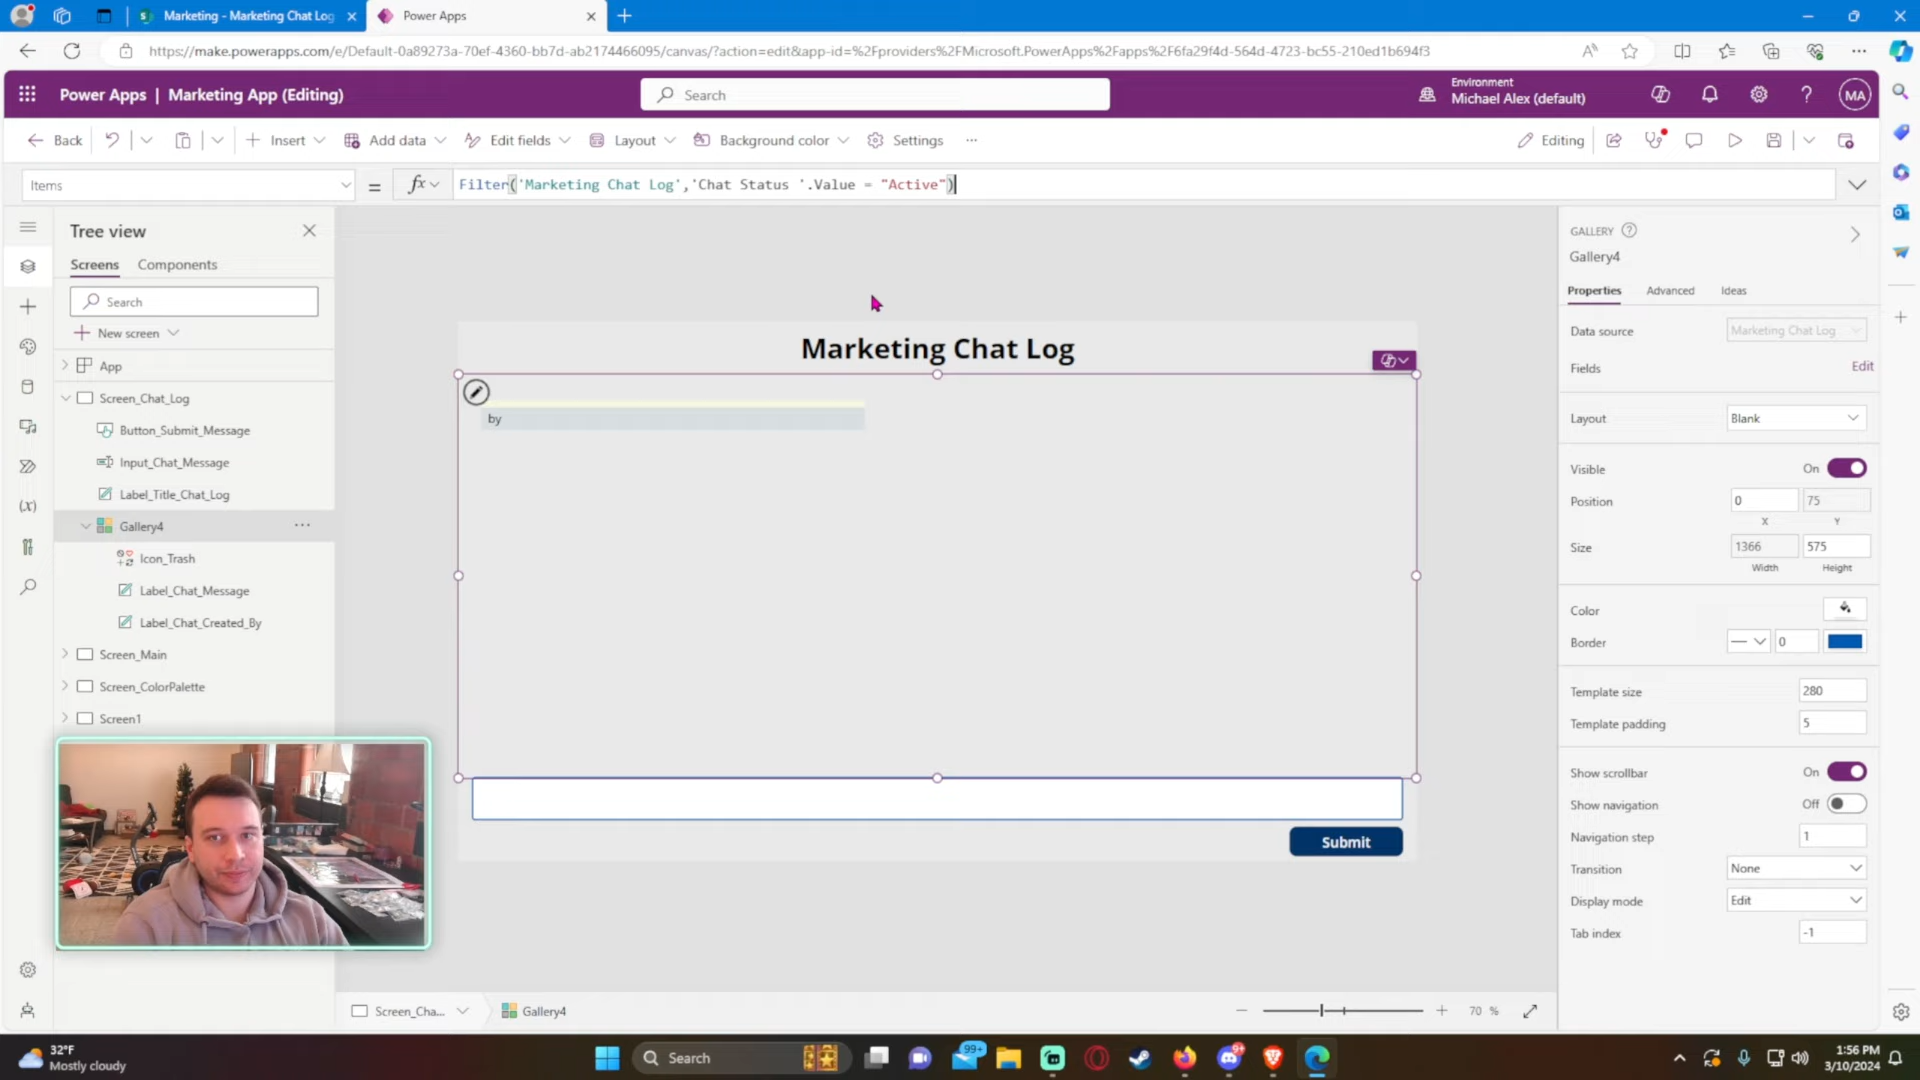 Marketing - Marketing Chat Log
Power Apps
https://make.powerapps.com/e/Default-0a89273a-70ef-4360-bb7d-ab2174466095/canvas/?action=edit&app-id=%2Fproviders%2FMicrosoft.PowerApps%2Fapps%2F6fa29f4d-564d-4723-bc55-210ed1b694f3
Power Apps | Marketing App (Editing)
Search
Environment
Michael Alex (default)
MA
Back
Insert
Add data
Edit fields
Layout
Background color
Settings
Editing
Items
=
fx
Filter('Marketing Chat Log','Chat Status '.Value = "Active")
Tree view
Screens
Components
Search
New screen
App
Screen_Chat_Log
Button_Submit_Message
Input_Chat_Message
Label_Title_Chat_Log
Gallery4
Icon_Trash
Label_Chat_Message
Label_Chat_Created_By
Screen_Main
Screen_ColorPalette
Screen1
Marketing Chat Log
by
Submit
GALLERY
Gallery4
Properties
Advanced
Ideas
Data source
Marketing Chat Log
Fields
Edit
Layout
Blank
Visible
On
Position
0
75
X
Y
Size
1366
575
Width
Height
Color
Border
0
Template size
280
Template padding
5
Show scrollbar
On
Show navigation
Off
Navigation step
1
Transition
None
Display mode
Edit
Tab index
-1
Screen_Cha...
Gallery4
70 %
32°F
Mostly cloudy
Search
99+
9+
1:56 PM
3/10/2024